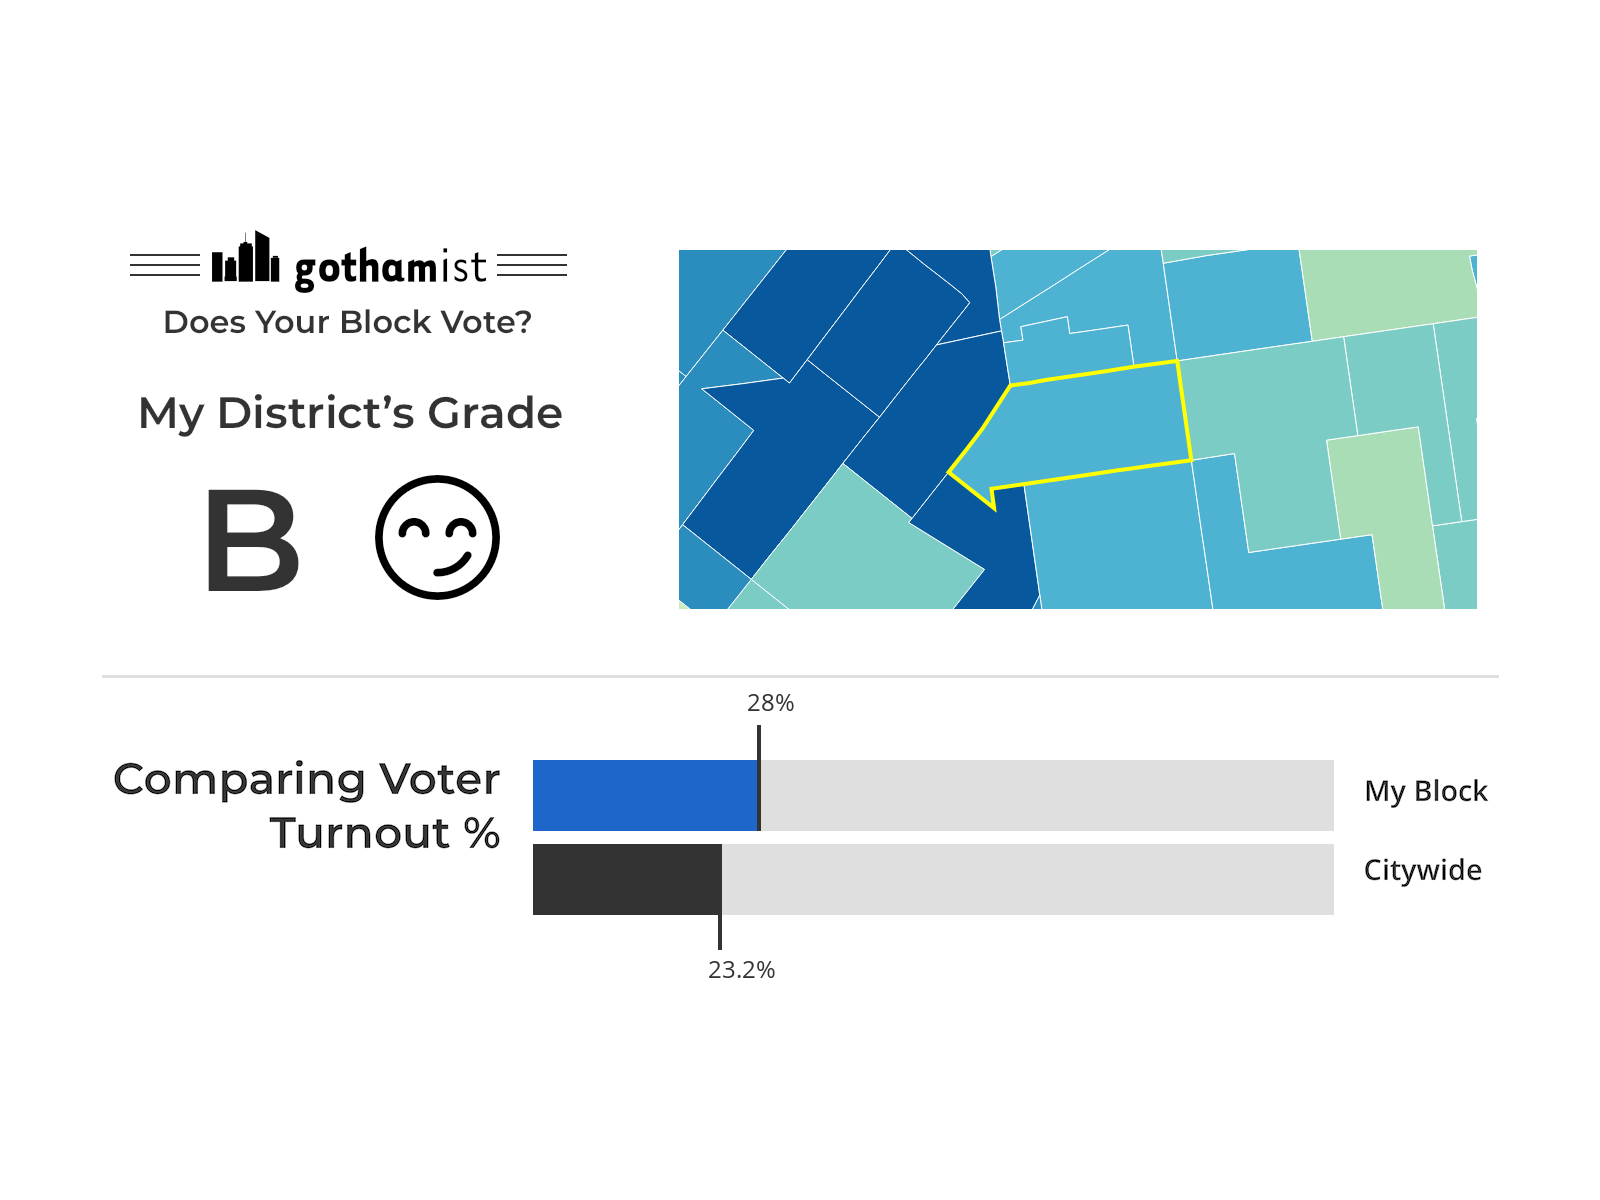 gothamist
Does Your Block Vote?
My District’s Grade
B
28%
Comparing Voter
Turnout %
My Block
Citywide
23.2%